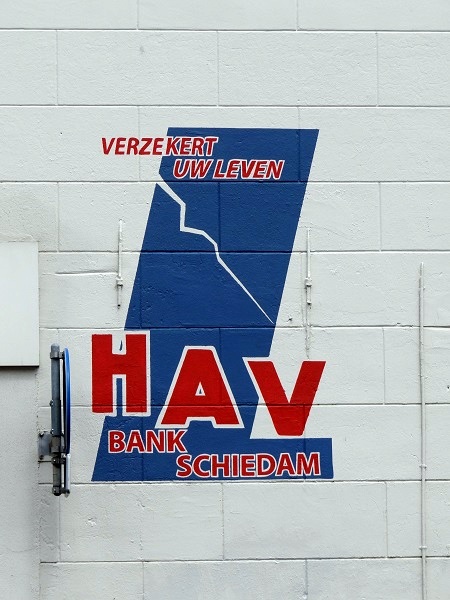 VERZEKERT
UW LEVEN
HAV
BANK
SCHIEDAM